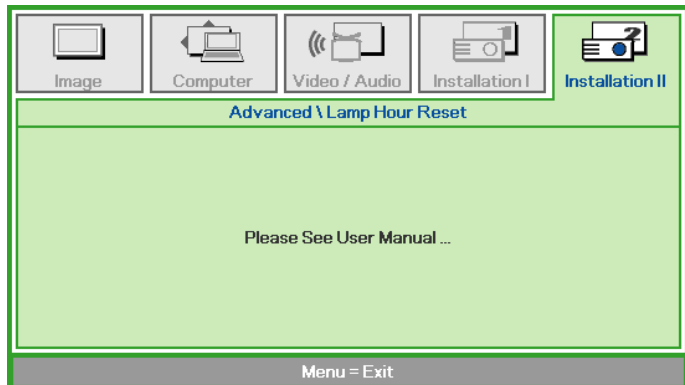 Image
Computer
Video / Audio
Installation I
Installation II
Advanced \ Lamp Hour Reset
Please See User Manual ...
Menu = Exit